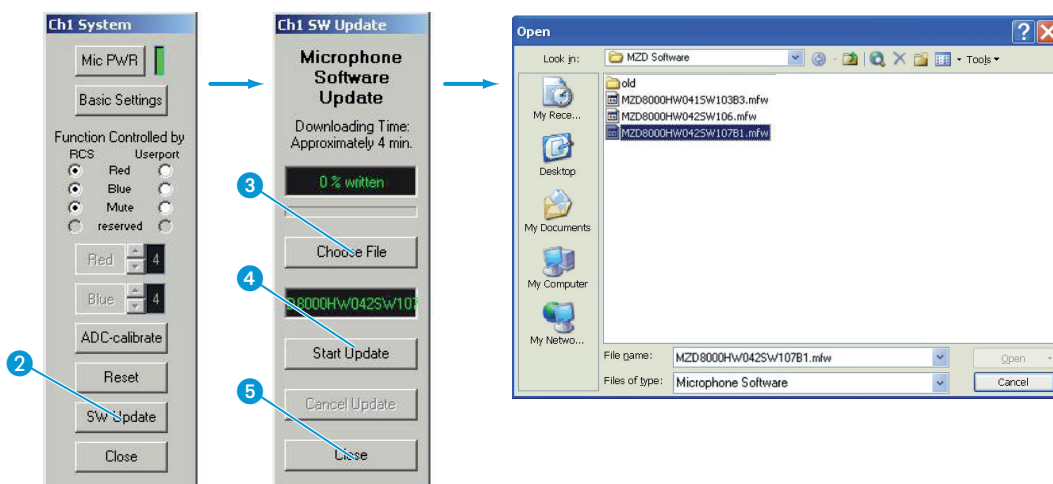 Ch1 System
Mic PWR
Basic Settings
Function Controlled by
RCS Userport
Red
Blue
Mute
reserved
Red 4
Blue 4
ADC-calibrate
Reset
2
SW Update
Close
Ch1 SW Update
Microphone
Software
Update
Downloading Time:
Approximately 4 min.
0 % written
3
Choose File
4
D8000HW042SW107
Start Update
5
Cancel Update
Close
Open
Look in: MZD Software Tools
old
MZD8000HW041SW103B3.mfw
MZD8000HW042SW106.mfw
MZD8000HW042SW107B1.mfw
My Rece...
Desktop
My Documents
My Computer
My Netwo...
File name: MZD8000HW042SW107B1.mfw Open
Files of type: Microphone Software Cancel